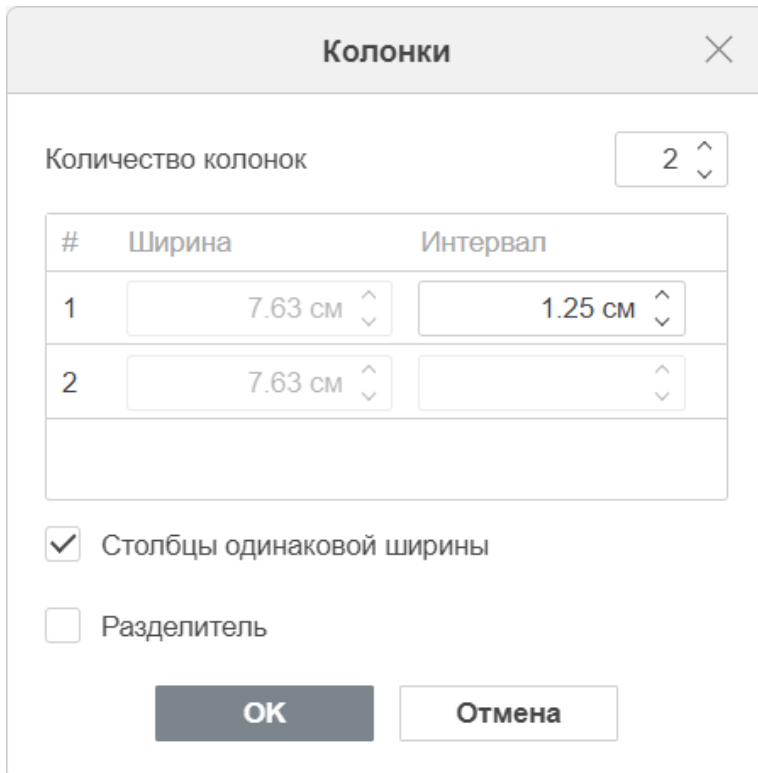 Колонки
Количество колонок 2
# Ширина Интервал
1 7.63 см 1.25 см
2 7.63 см
Столбцы одинаковой ширины
Разделитель
OK Отмена